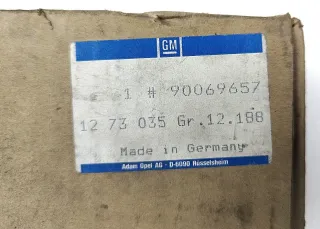 GM
1 # 90069657
12 73 035 Gr.12.188
Made in Germany
Adam Opel AG - D-6090 Rüsselsheim